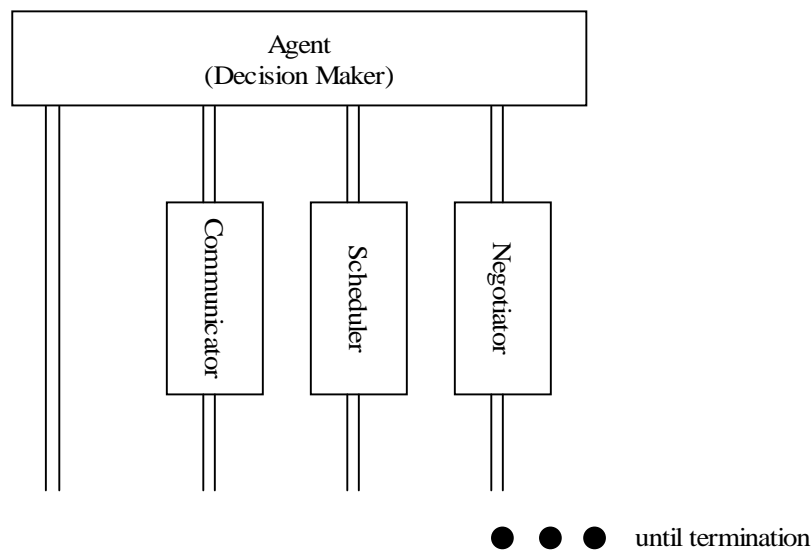 Agent
(Decision Maker)
Communicator
Scheduler
Negotiator
until termination